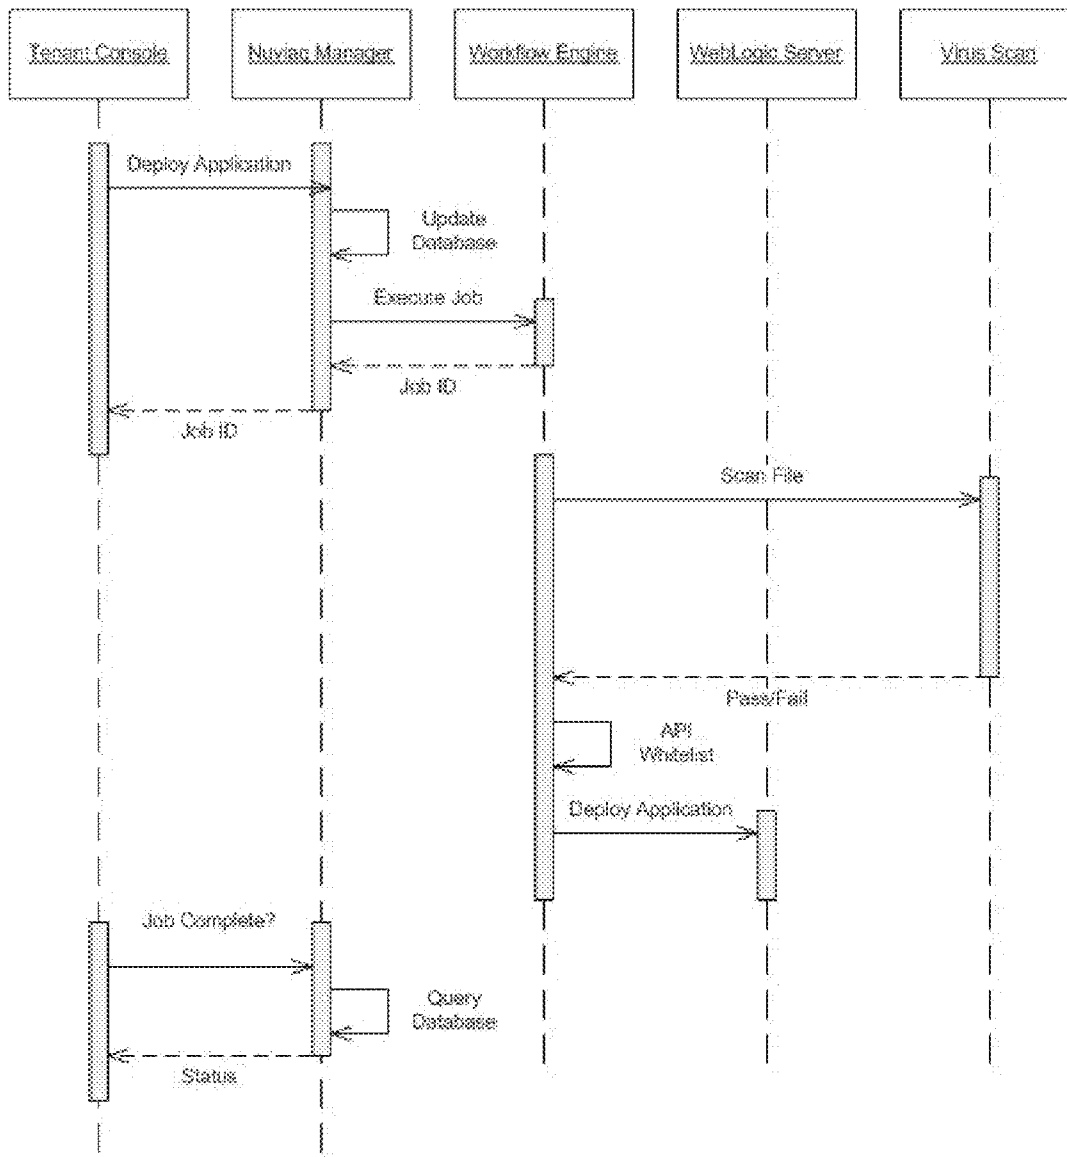 Tenant Console
Nuviaq Manager
Workflow Engine
WebLogic Server
Virus Scan
Deploy Application
Update
Database
Execute Job
Job ID
Job ID
Scan File
Pass/Fail
API
Whitelist
Deploy Application
Job Complete?
Query
Database
Status